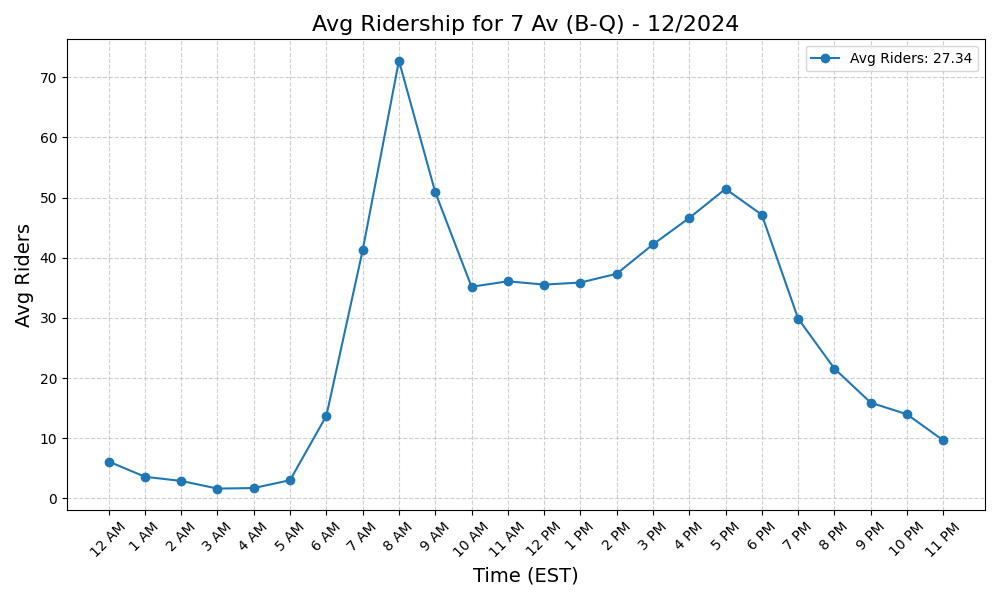 Avg Ridership for 7 Av (B-Q) - 12/2024
Avg Riders: 27.34
Avg Riders
70
60
50
40
30
20
10
0
12 AM
1 AM
2 AM
3 AM
4 AM
5 AM
6 AM
7 AM
8 AM
9 AM
10 AM
11 AM
12 PM
1 PM
2 PM
3 PM
4 PM
5 PM
6 PM
7 PM
8 PM
9 PM
10 PM
11 PM
Time (EST)